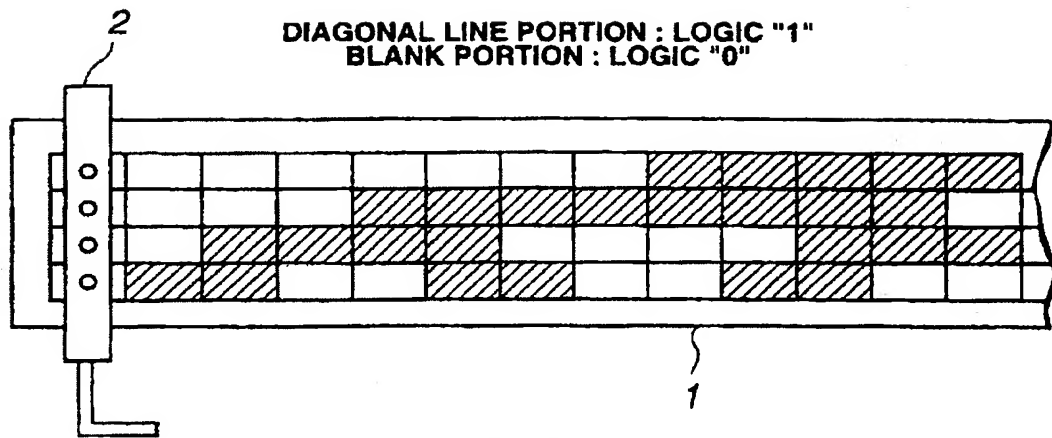 2
DIAGONAL LINE PORTION : LOGIC "1"
BLANK PORTION : LOGIC "0"
1